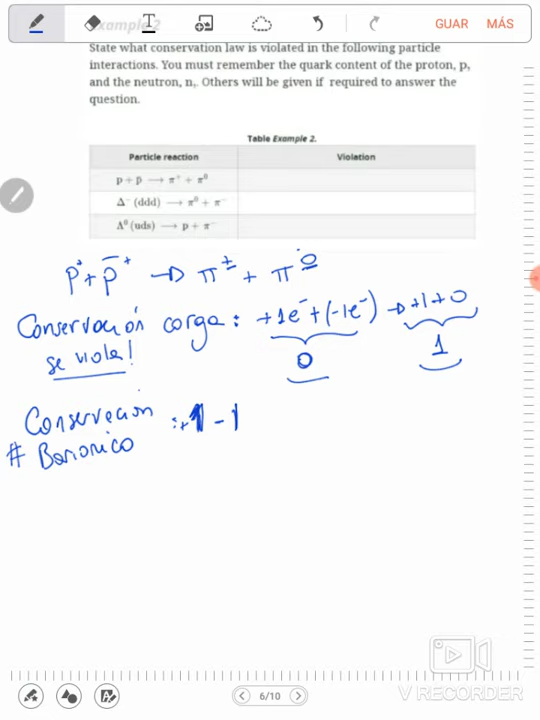 Example 2
GUAR MÁS
State what conservation law is violated in the following particle
interactions. You must remember the quark content of the proton, p,
and the neutron, n. Others will be given if required to answer the
question.
Table Example 2.
Particle reaction Violation
p + p̄ ⟶ π⁺ + π⁰
Δ⁻ (ddd) ⟶ π⁰ + π⁻
Λ⁰ (uds) ⟶ p + π⁻
p⁺ + p̄⁺ → π± + π⁰
Conservación carga: +1e⁻ + (-1e⁻) → +1 + 0
se viola! 0 1
Conservación : +1 - 1
# Barionico
6/10
V RECORDER